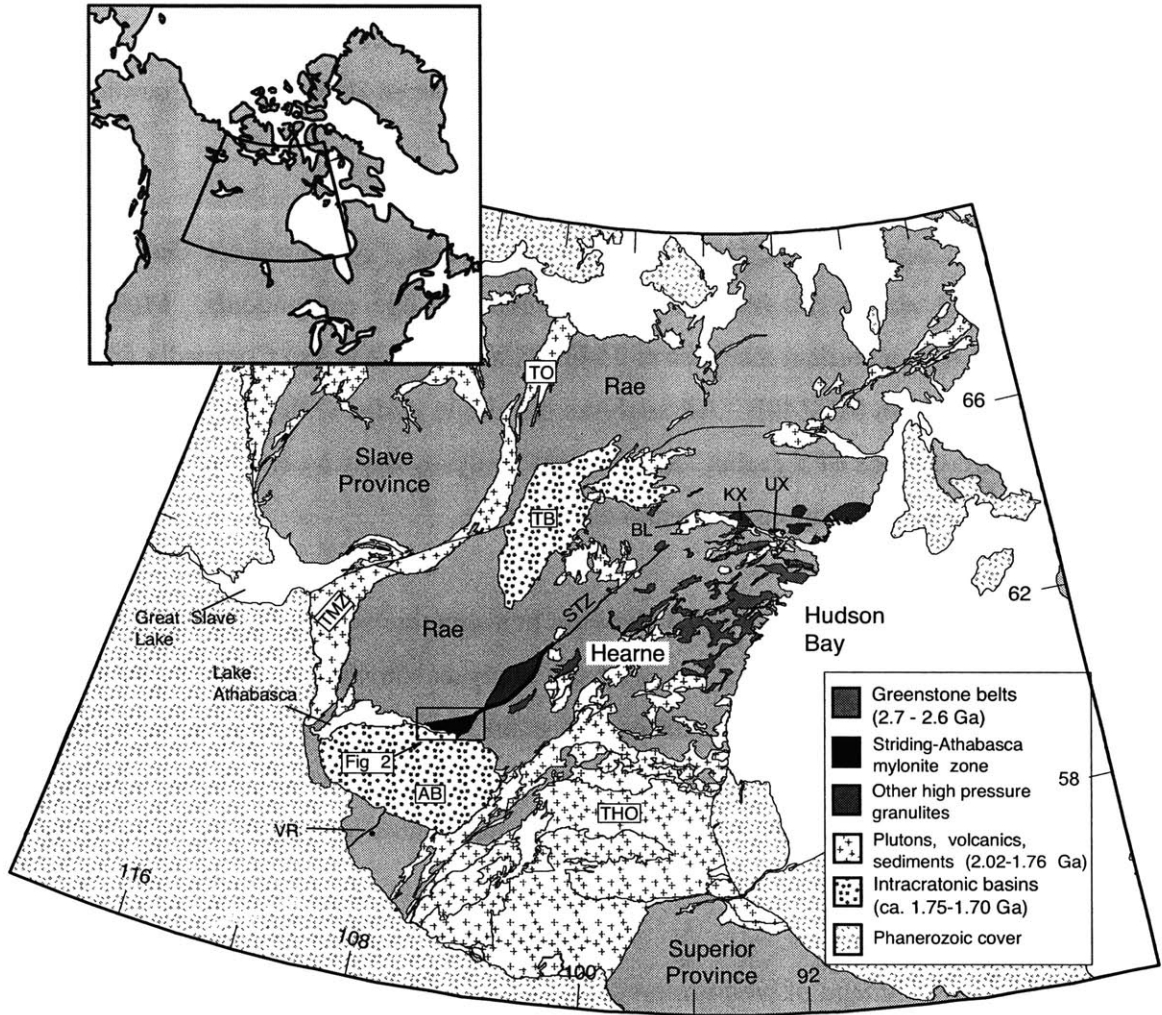 TO
Rae
66
Slave
Province
KX
UX
TB
BL
62
STZ
Great Slave
Lake
TMZ
Rae
Hearne
Hudson
Bay
Lake
Athabasca
Greenstone belts
(2.7 - 2.6 Ga)
Striding-Athabasca
mylonite zone
Other high pressure
granulites
Plutons, volcanics,
sediments (2.02-1.76 Ga)
Intracratonic basins
(ca. 1.75-1.70 Ga)
Phanerozoic cover
Fig 2
58
AB
THO
VR
116
108
Superior
Province
100
92